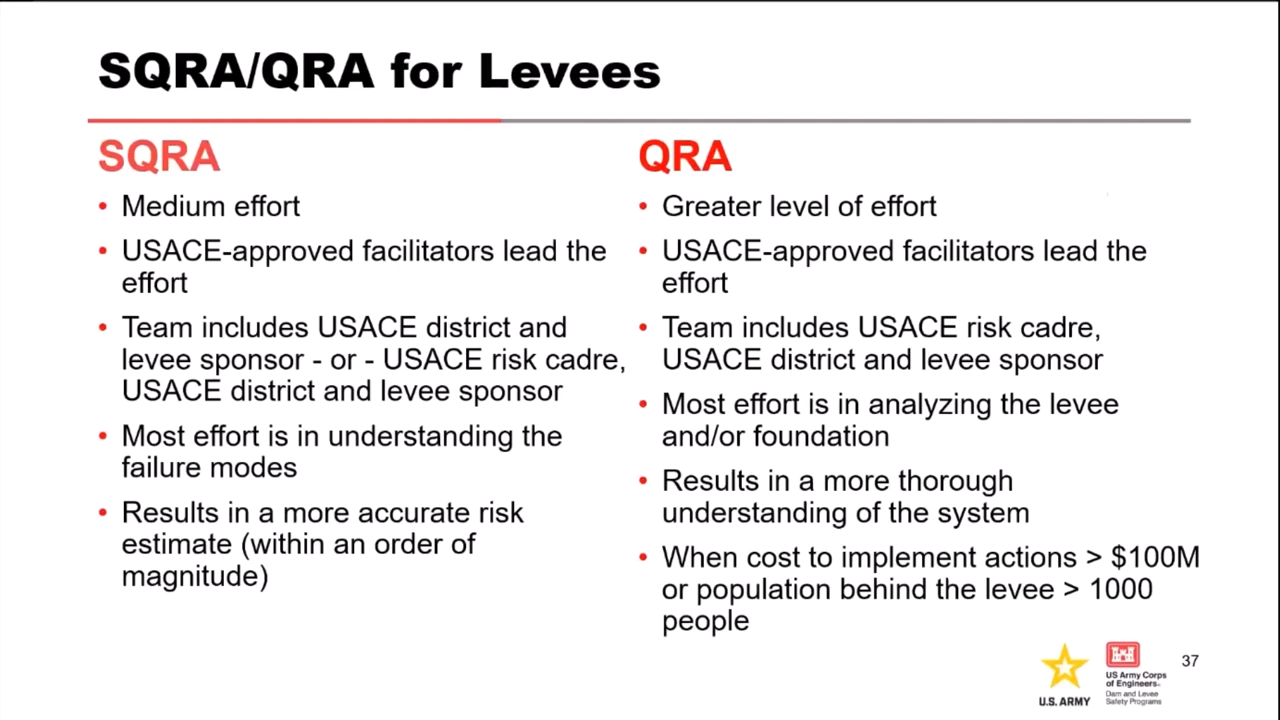 SQRA/QRA for Levees
SQRA
• Medium effort
• USACE-approved facilitators lead the
effort
• Team includes USACE district and
levee sponsor - or - USACE risk cadre,
USACE district and levee sponsor
• Most effort is in understanding the
failure modes
• Results in a more accurate risk
estimate (within an order of
magnitude)
QRA
• Greater level of effort
• USACE-approved facilitators lead the
effort
• Team includes USACE risk cadre,
USACE district and levee sponsor
• Most effort is in analyzing the levee
and/or foundation
• Results in a more thorough
understanding of the system
• When cost to implement actions > $100M
or population behind the levee > 1000
people
U.S. ARMY
US Army Corps
of Engineers®
Dam and Levee
Safety Programs
37